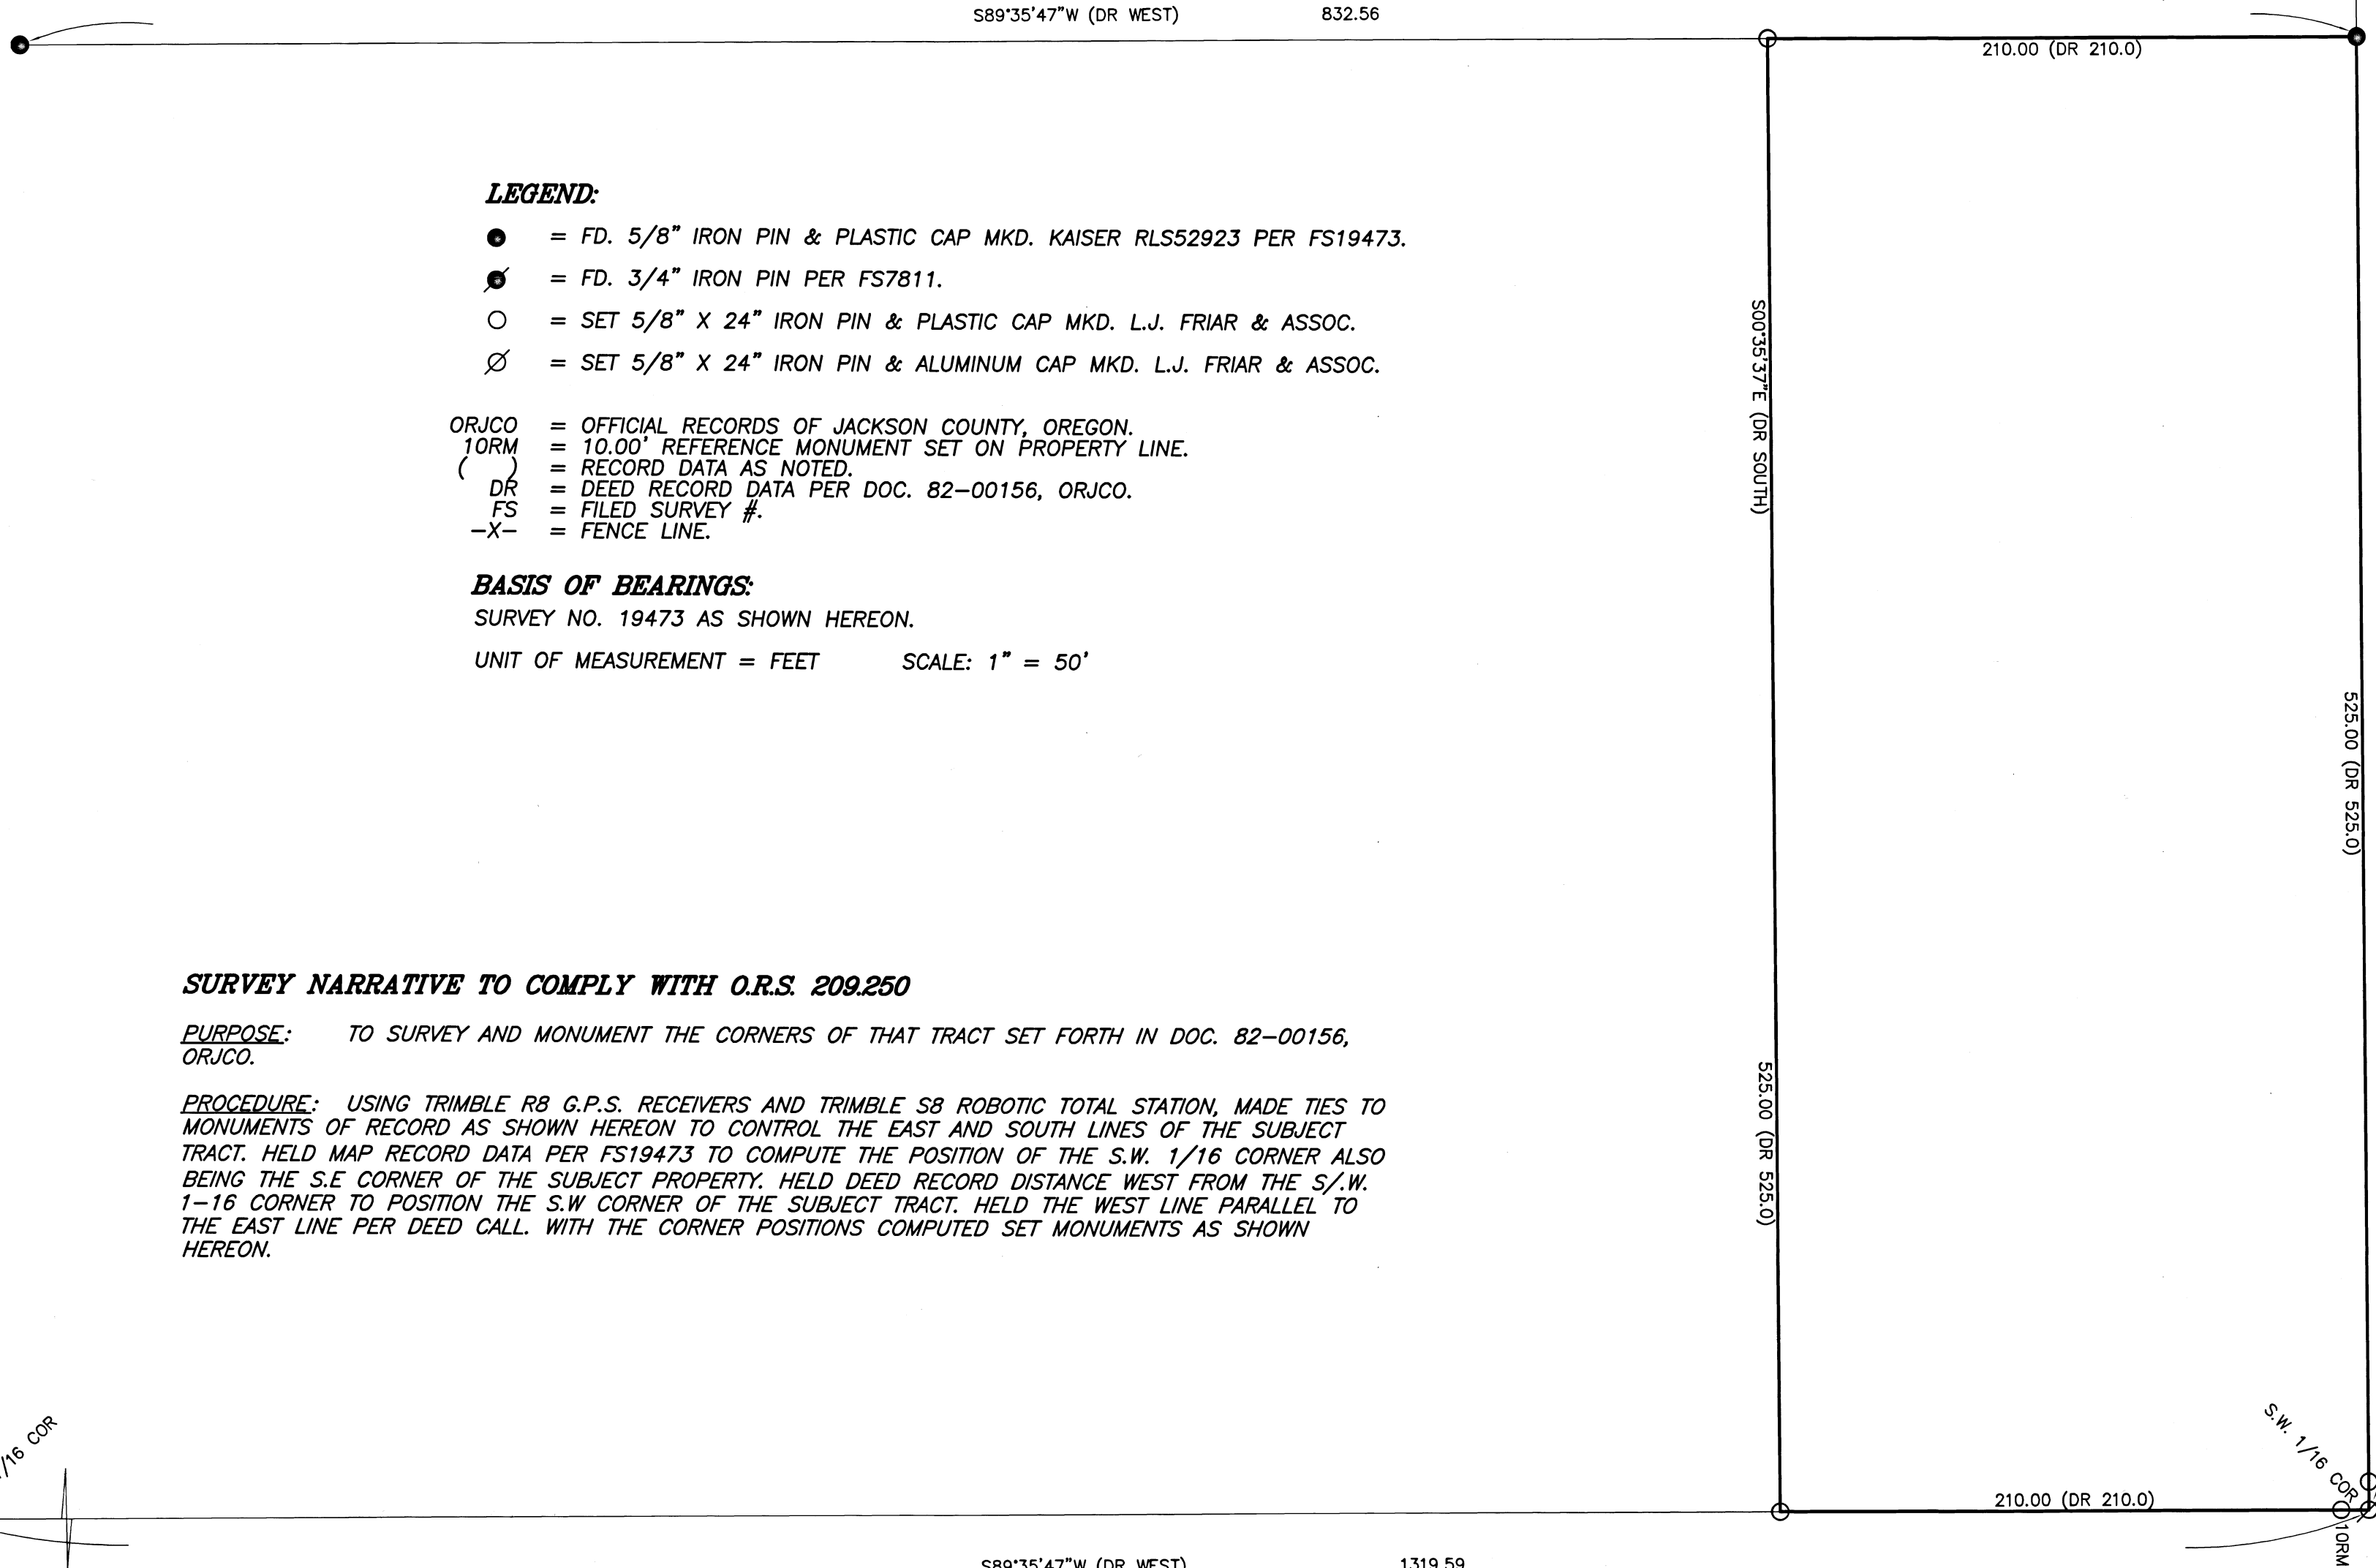 S89°35'47"W (DR WEST) 832.56
210.00 (DR 210.0)
LEGEND:
= FD. 5/8" IRON PIN & PLASTIC CAP MKD. KAISER RLS52923 PER FS19473.
= FD. 3/4" IRON PIN PER FS7811.
= SET 5/8" X 24" IRON PIN & PLASTIC CAP MKD. L.J. FRIAR & ASSOC.
= SET 5/8" X 24" IRON PIN & ALUMINUM CAP MKD. L.J. FRIAR & ASSOC.
ORJCO = OFFICIAL RECORDS OF JACKSON COUNTY, OREGON.
10RM = 10.00' REFERENCE MONUMENT SET ON PROPERTY LINE.
( ) = RECORD DATA AS NOTED.
DR = DEED RECORD DATA PER DOC. 82-00156, ORJCO.
FS = FILED SURVEY #.
-X- = FENCE LINE.
BASIS OF BEARINGS:
SURVEY NO. 19473 AS SHOWN HEREON.
UNIT OF MEASUREMENT = FEET SCALE: 1" = 50'
S00°35'37"E (DR SOUTH)
525.00 (DR 525.0)
525.00 (DR 525.0)
SURVEY NARRATIVE TO COMPLY WITH O.R.S. 209.250
PURPOSE: TO SURVEY AND MONUMENT THE CORNERS OF THAT TRACT SET FORTH IN DOC. 82-00156,
ORJCO.
PROCEDURE: USING TRIMBLE R8 G.P.S. RECEIVERS AND TRIMBLE S8 ROBOTIC TOTAL STATION, MADE TIES TO
MONUMENTS OF RECORD AS SHOWN HEREON TO CONTROL THE EAST AND SOUTH LINES OF THE SUBJECT
TRACT. HELD MAP RECORD DATA PER FS19473 TO COMPUTE THE POSITION OF THE S.W. 1/16 CORNER ALSO
BEING THE S.E CORNER OF THE SUBJECT PROPERTY. HELD DEED RECORD DISTANCE WEST FROM THE S/.W.
1-16 CORNER TO POSITION THE S.W CORNER OF THE SUBJECT TRACT. HELD THE WEST LINE PARALLEL TO
THE EAST LINE PER DEED CALL. WITH THE CORNER POSITIONS COMPUTED SET MONUMENTS AS SHOWN
HEREON.
/16 COR
S.W. 1/16 COR
210.00 (DR 210.0)
10RM
S89°35'47"W (DR WEST) 1319.59